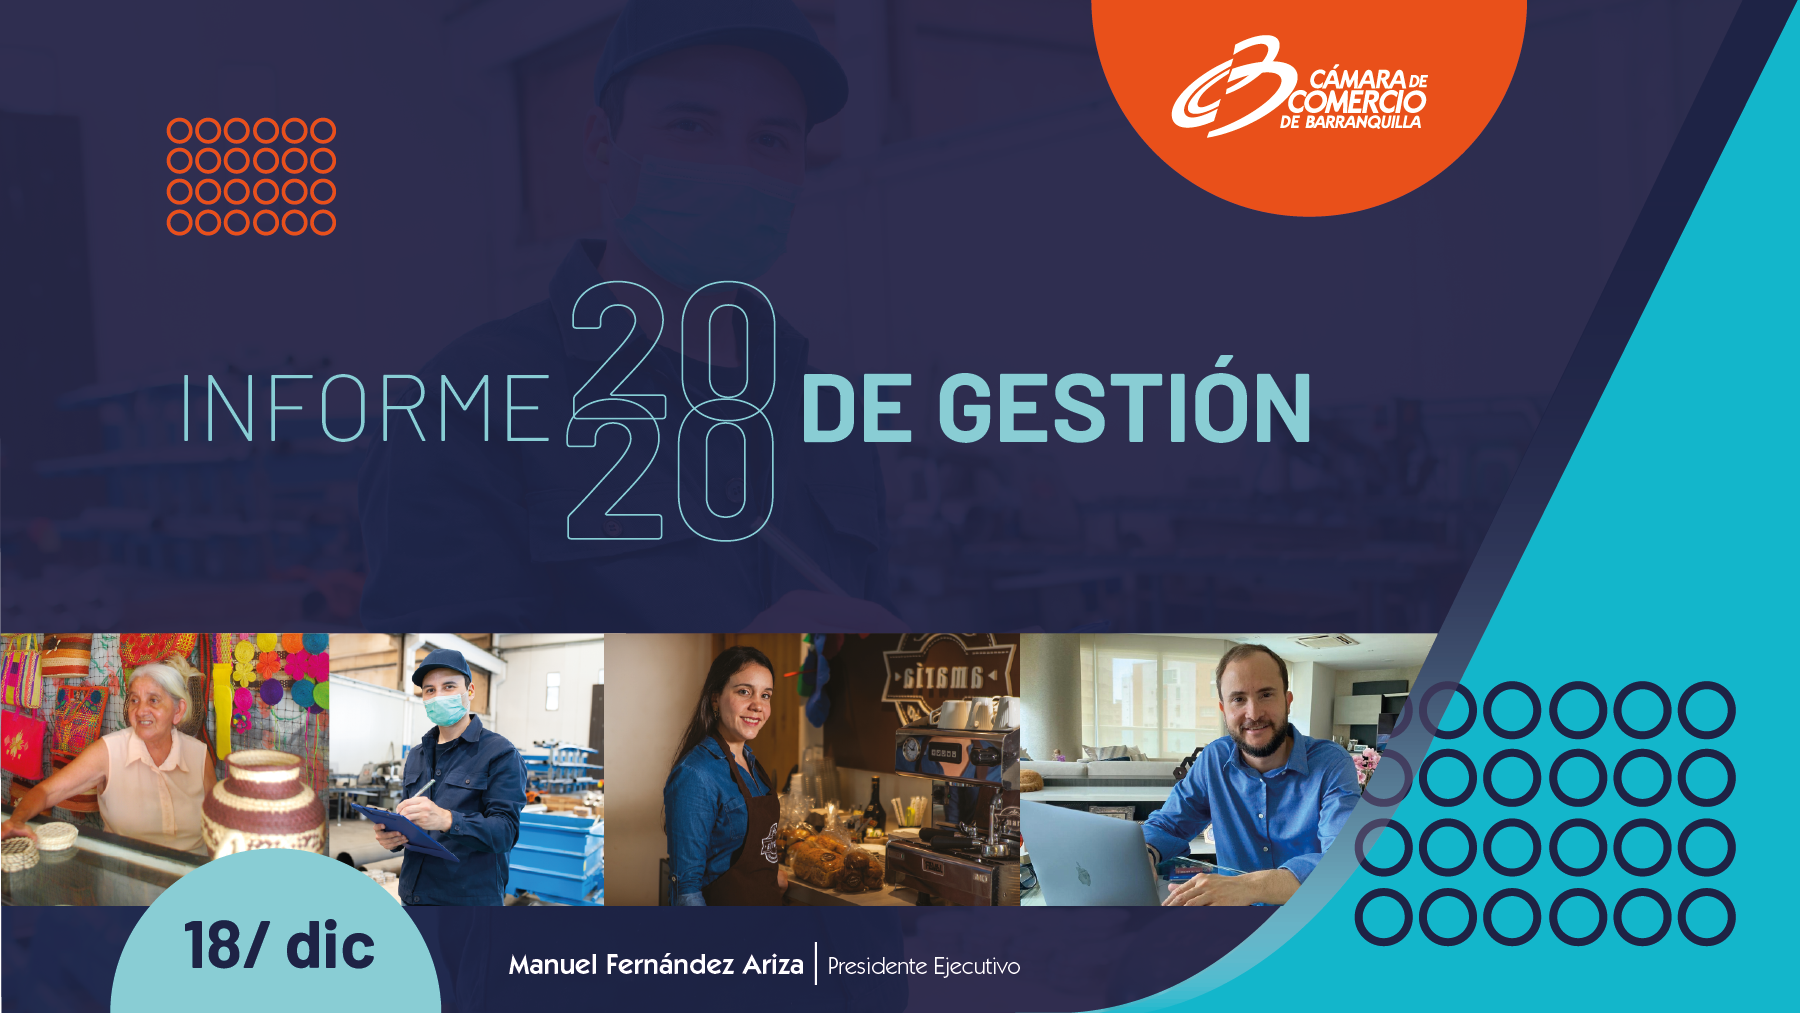 CÁMARA DE
COMERCIO
DE BARRANQUILLA
INFORME 2020 DE GESTIÓN
18/ dic
Manuel Fernández Ariza | Presidente Ejecutivo